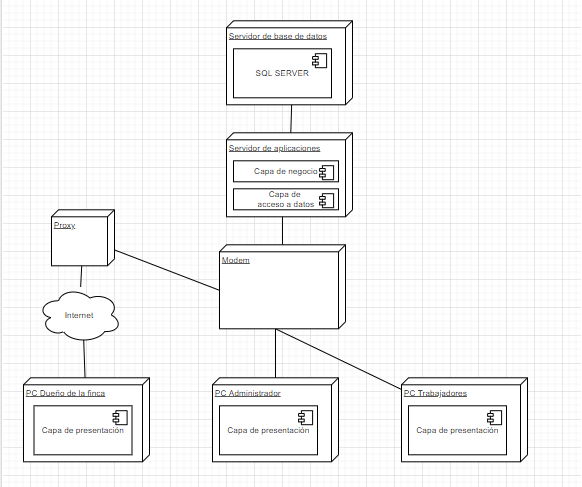 Servidor de base de datos
SQL SERVER
Servidor de aplicaciones
Capa de negocio
Capa de
acceso a datos
Proxy
Modem
Internet
PC Dueño de la finca
Capa de presentación
PC Administrador
Capa de presentación
PC Trabajadores
Capa de presentación